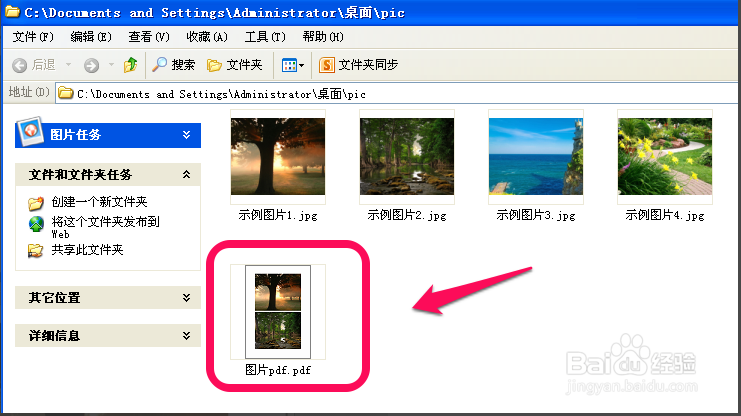 C:\Documents and Settings\Administrator\桌面\pic
文件(F) 编辑(E) 查看(V) 收藏(A) 工具(T) 帮助(H)
后退 搜索 文件夹 S 文件夹同步
地址(D) C:\Documents and Settings\Administrator\桌面\pic
图片任务
文件和文件夹任务
创建一个新文件夹
将这个文件夹发布到
Web
共享此文件夹
其它位置
详细信息
示例图片1.jpg 示例图片2.jpg 示例图片3.jpg 示例图片4.jpg
图片pdf.pdf
Baidu经验
jingyan.baidu.com